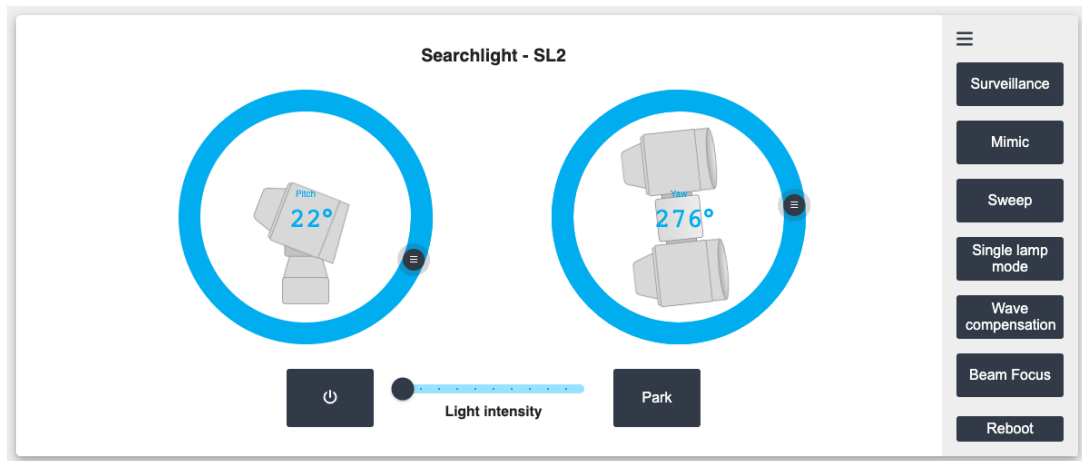 Searchlight - SL2
Pitch
22°
Yaw
276°
Light intensity
Park
Surveillance
Mimic
Sweep
Single lamp
mode
Wave
compensation
Beam Focus
Reboot